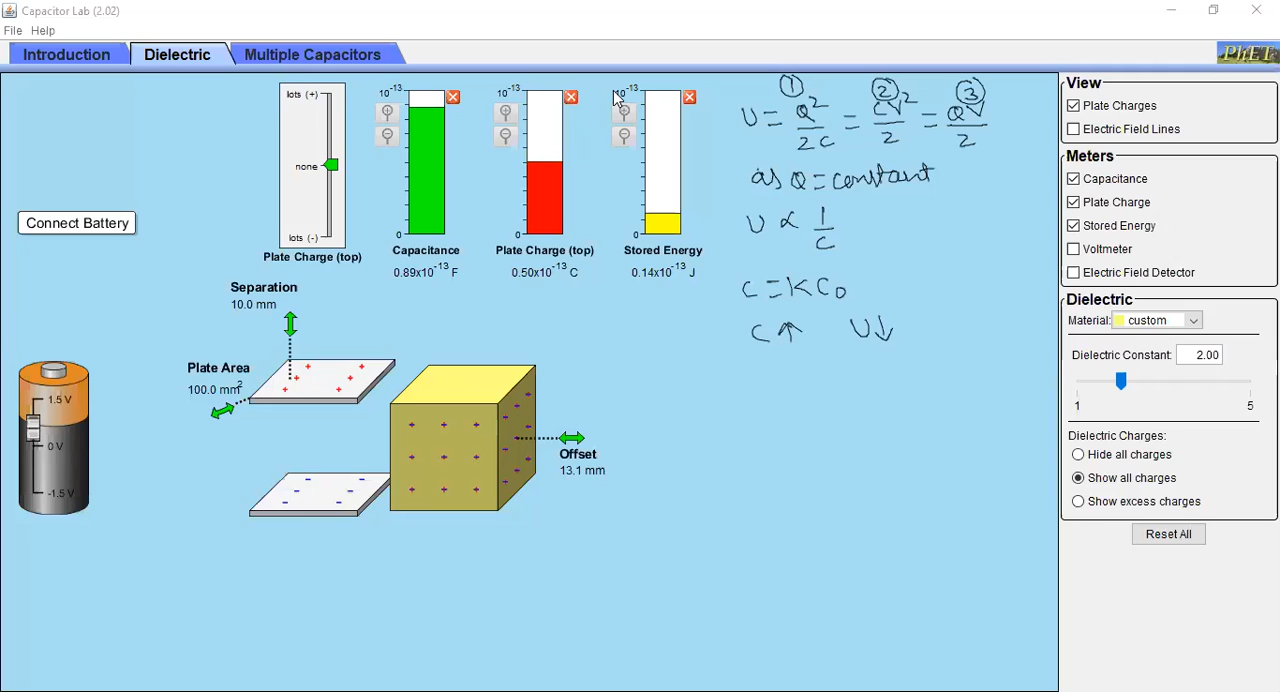 Capacitor Lab (2.02)
File Help
Introduction Dielectric Multiple Capacitors PhET
lots (+)
none
lots (-)
Plate Charge (top)
10-13
0
Capacitance
0.89x10-13 F
10-13
0
Plate Charge (top)
0.50x10-13 C
10-13
0
Stored Energy
0.14x10-13 J
① ② ③
U = Q²/2C = CV²/2 = QV/2
as Q = constant
U ∝ 1/C
C = KC₀
C↑ U↓
Connect Battery
Separation
10.0 mm
Plate Area
100.0 mm²
1.5 V
0 V
-1.5 V
Offset
13.1 mm
View
Plate Charges
Electric Field Lines
Meters
Capacitance
Plate Charge
Stored Energy
Voltmeter
Electric Field Detector
Dielectric
Material: custom
Dielectric Constant: 2.00
1 5
Dielectric Charges:
Hide all charges
Show all charges
Show excess charges
Reset All